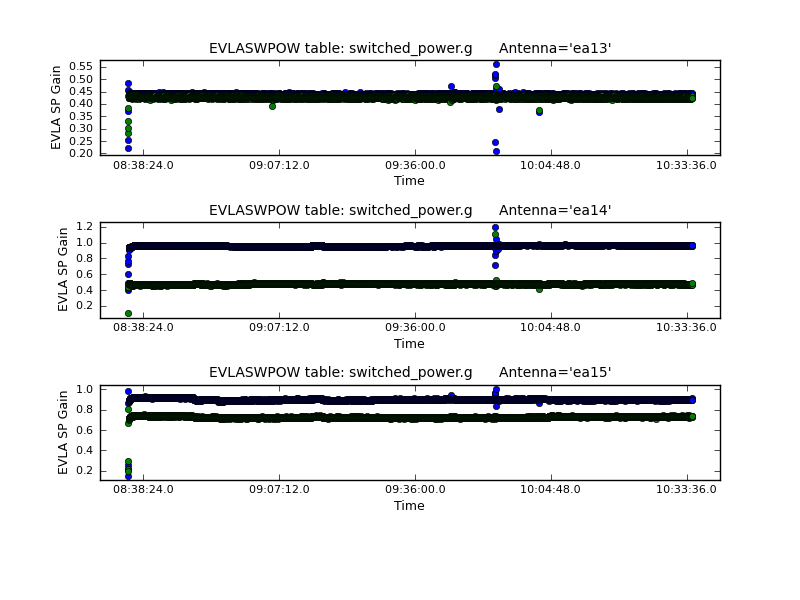 EVLASWPOW table: switched_power.g Antenna='ea13'
EVLA SP Gain
0.55
0.50
0.45
0.40
0.35
0.30
0.25
0.20
08:38:24.0 09:07:12.0 09:36:00.0 10:04:48.0 10:33:36.0
Time
EVLASWPOW table: switched_power.g Antenna='ea14'
EVLA SP Gain
1.2
1.0
0.8
0.6
0.4
0.2
08:38:24.0 09:07:12.0 09:36:00.0 10:04:48.0 10:33:36.0
Time
EVLASWPOW table: switched_power.g Antenna='ea15'
EVLA SP Gain
1.0
0.8
0.6
0.4
0.2
08:38:24.0 09:07:12.0 09:36:00.0 10:04:48.0 10:33:36.0
Time